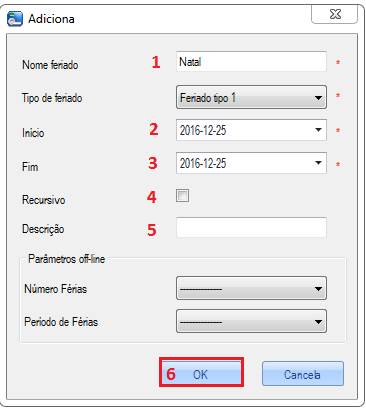 Adiciona
Nome feriado 1 Natal *
Tipo de feriado Feriado tipo 1 *
Início 2 2016-12-25 *
Fim 3 2016-12-25 *
Recursivo 4
Descrição 5
Parâmetros off-line
Número Férias --------------
Periodo de Férias --------------
6 OK Cancela